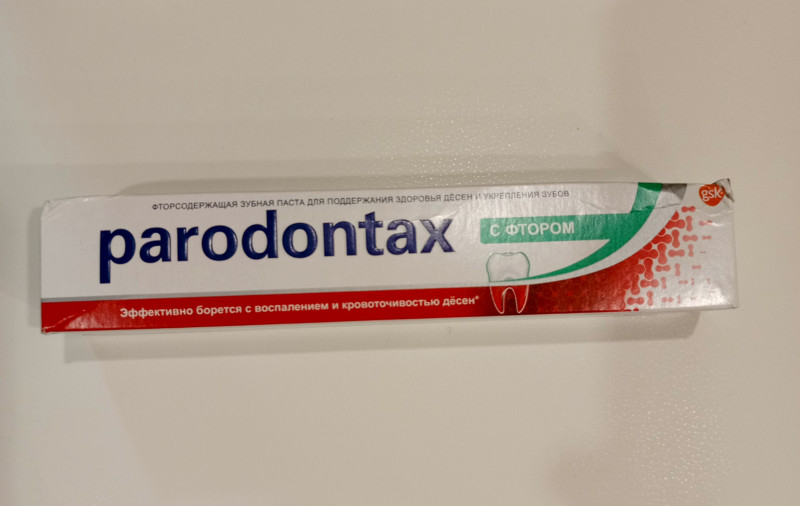 ФТОРСОДЕРЖАЩАЯ ЗУБНАЯ ПАСТА ДЛЯ ПОДДЕРЖАНИЯ ЗДОРОВЬЯ ДЁСЕН И УКРЕПЛЕНИЯ ЗУБОВ
gsk
parodontax
С ФТОРОМ
Эффективно борется с воспалением и кровоточивостью дёсен*